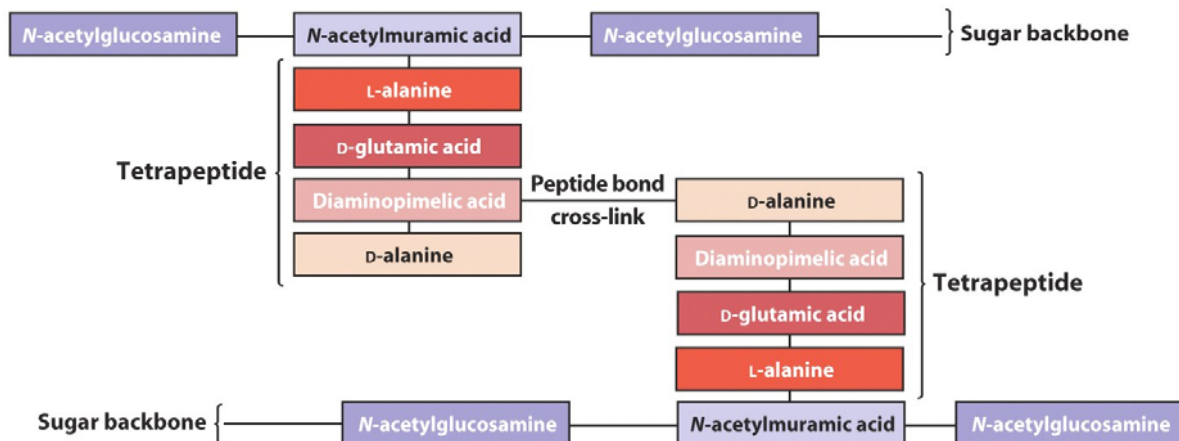 N-acetylglucosamine N-acetylmuramic acid N-acetylglucosamine Sugar backbone
L-alanine
D-glutamic acid
Tetrapeptide
Diaminopimelic acid
D-alanine
Peptide bond
cross-link
D-alanine
Diaminopimelic acid
Tetrapeptide
D-glutamic acid
L-alanine
Sugar backbone N-acetylglucosamine N-acetylmuramic acid N-acetylglucosamine